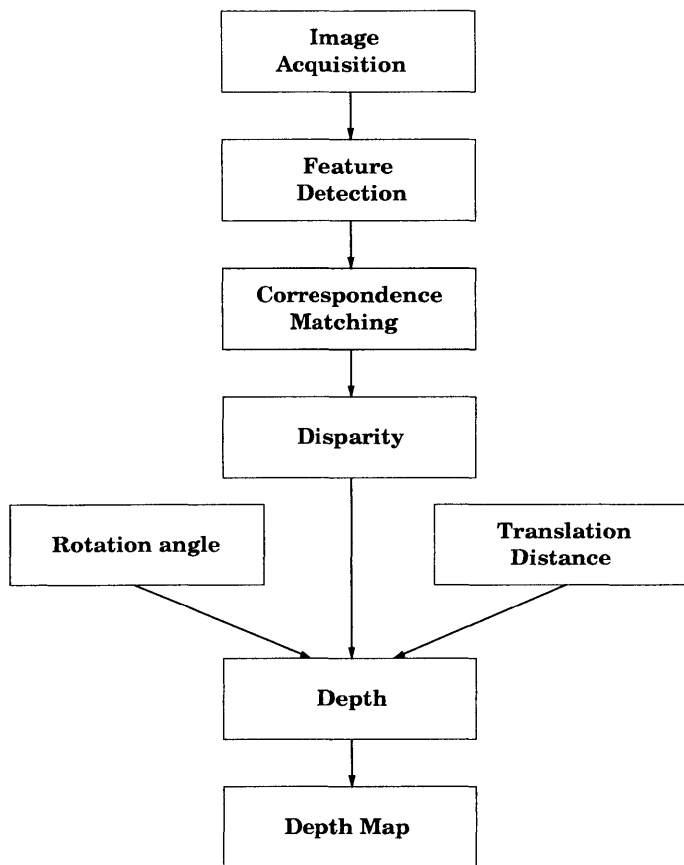 Image
Acquisition
Feature
Detection
Correspondence
Matching
Disparity
Rotation angle
Translation
Distance
Depth
Depth Map